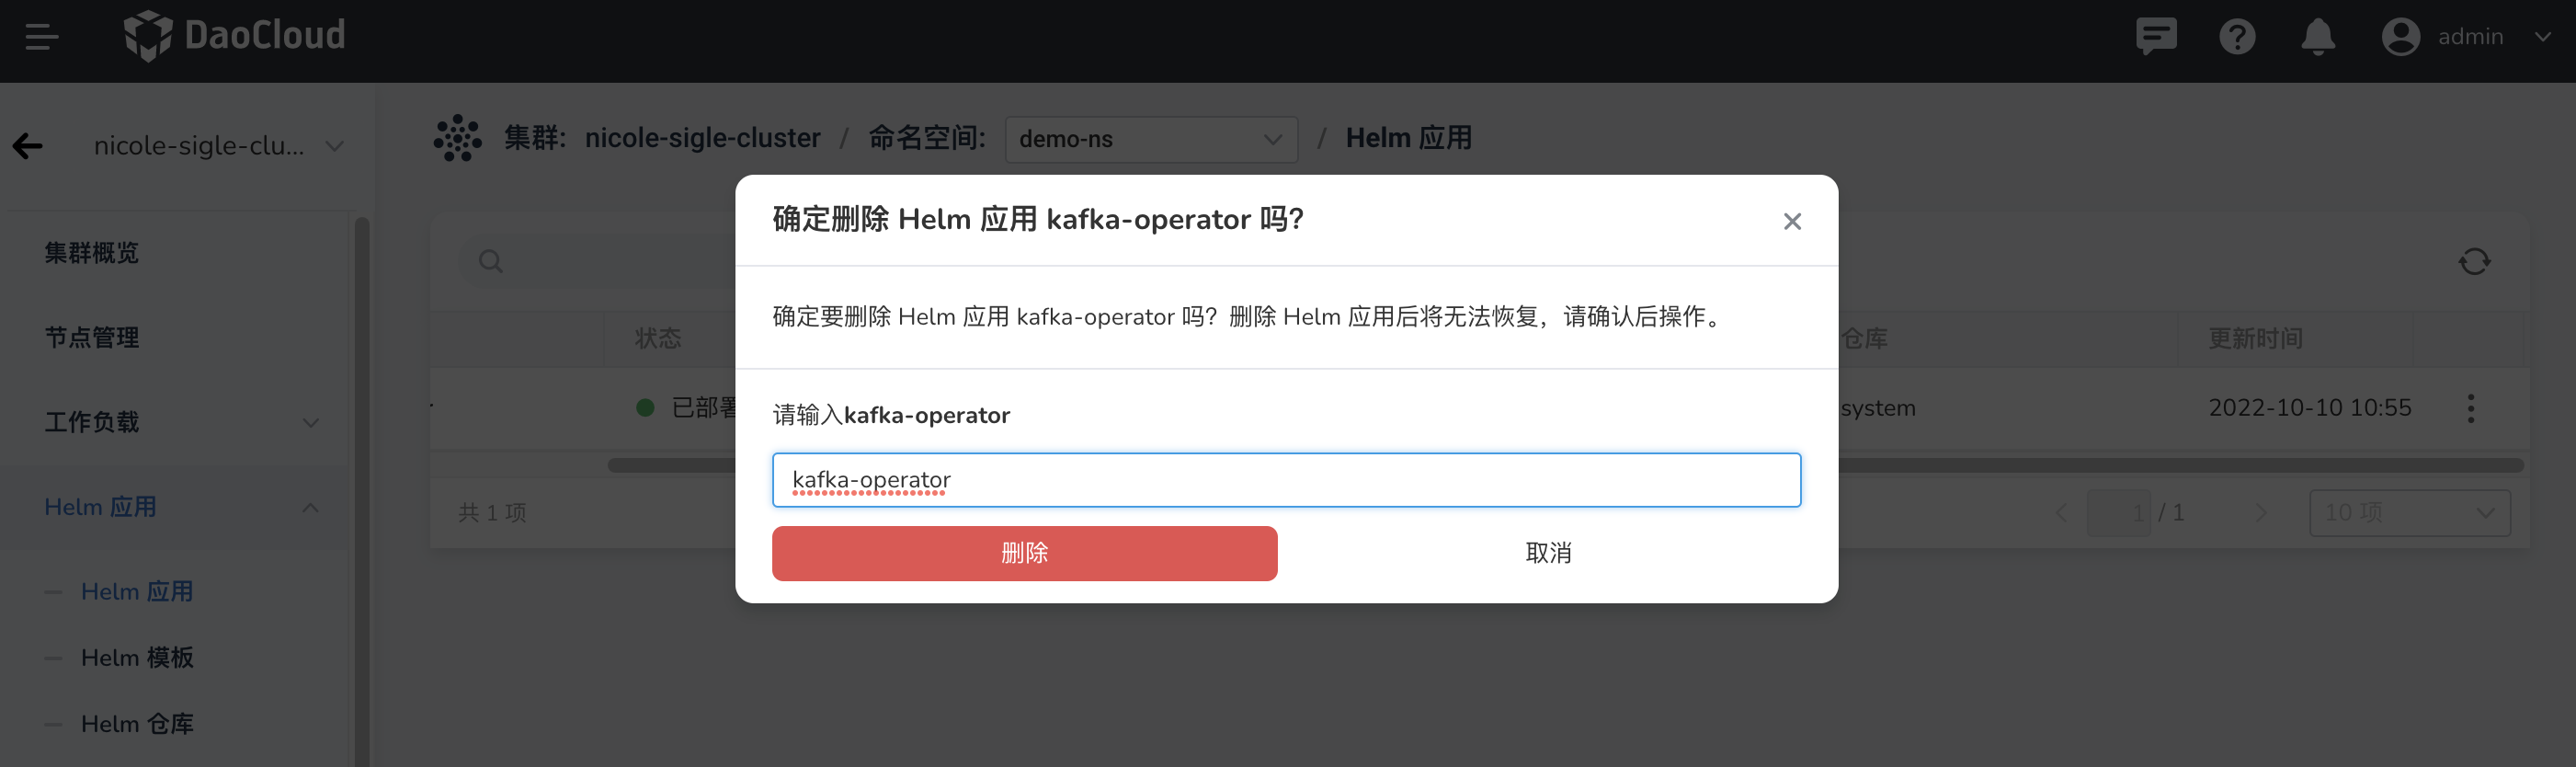 DaoCloud
admin
nicole-sigle-clu...
集群: nicole-sigle-cluster / 命名空间: demo-ns / Helm 应用
集群概览
节点管理
工作负载
Helm 应用
Helm 应用
Helm 模板
Helm 仓库
状态
仓库
更新时间
已部署
system
2022-10-10 10:55
共 1 项
1 / 1
10 项
确定删除 Helm 应用 kafka-operator 吗?
确定要删除 Helm 应用 kafka-operator 吗？删除 Helm 应用后将无法恢复，请确认后操作。
请输入kafka-operator
kafka-operator
删除
取消